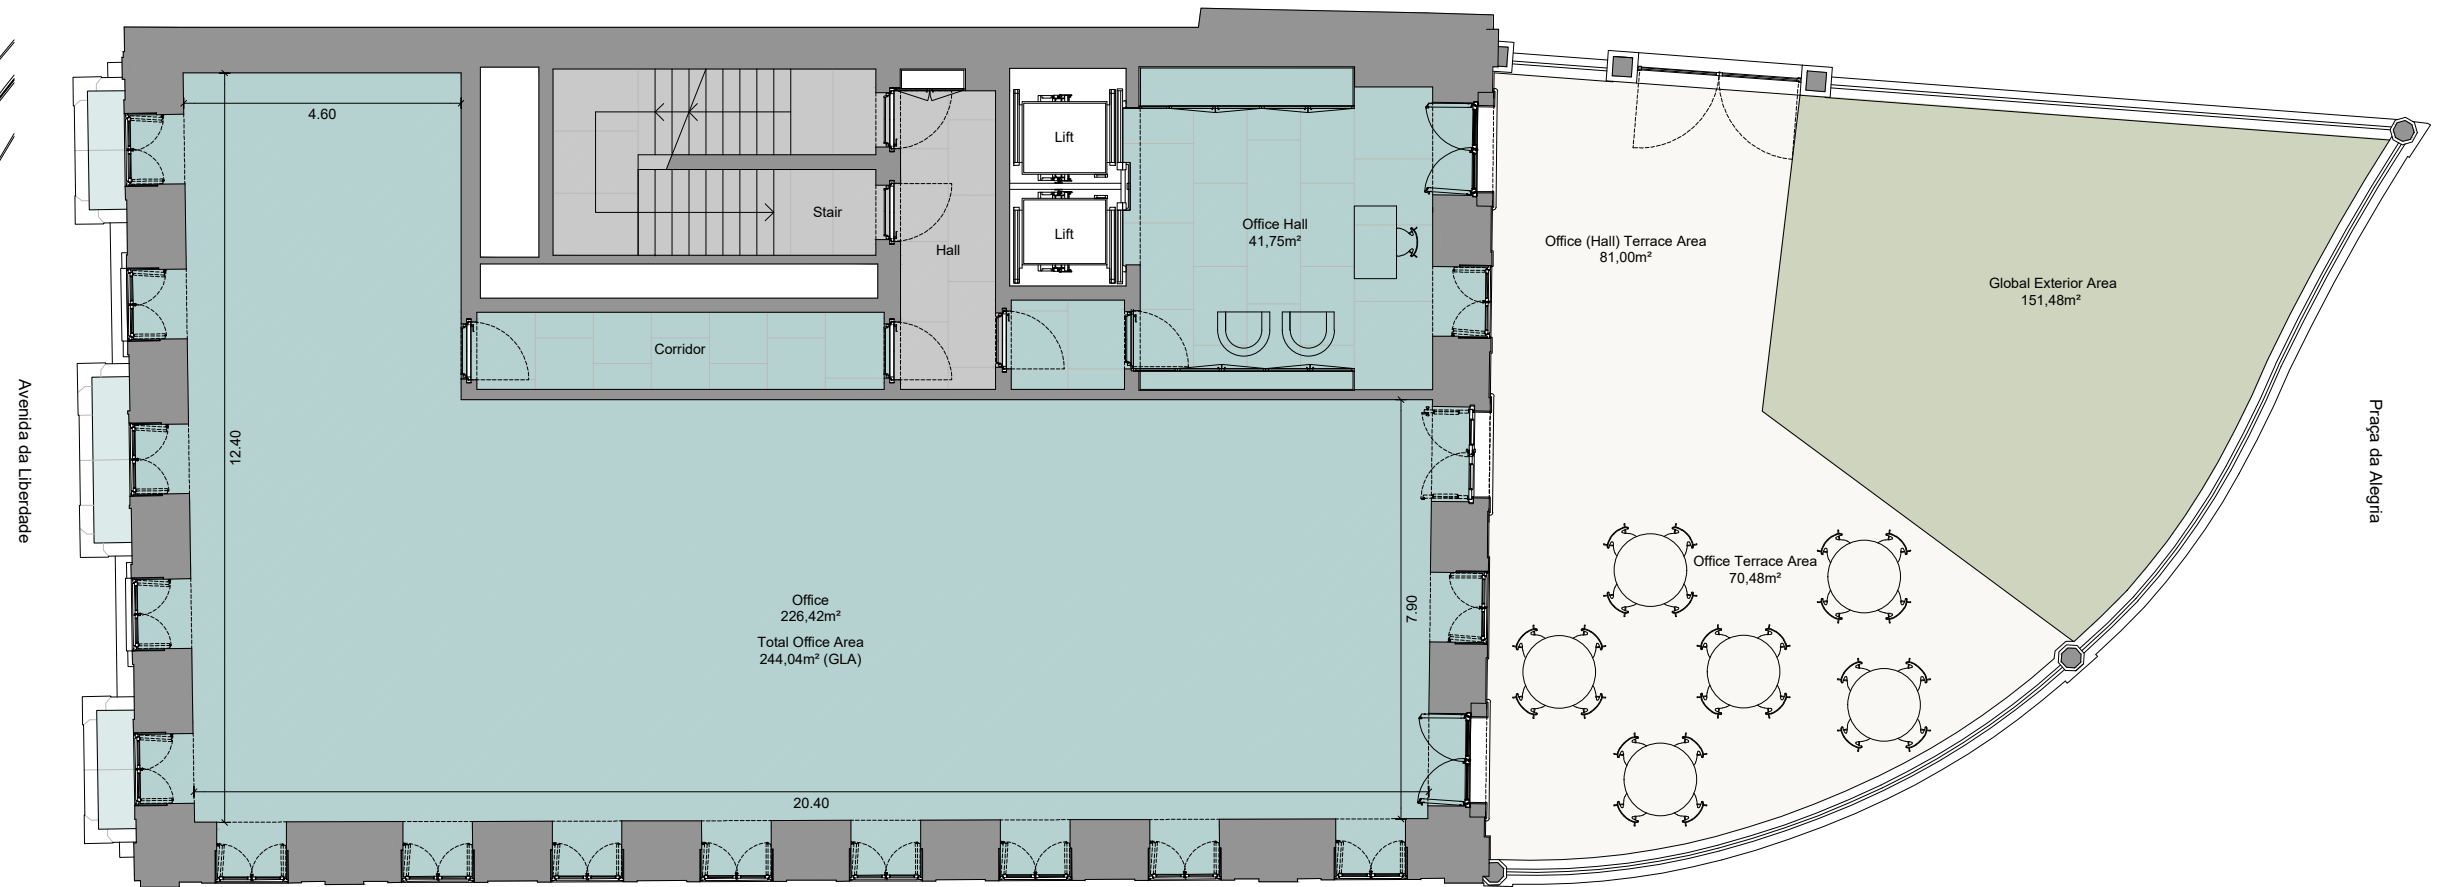 Avenida da Liberdade
4.60
12.40
Stair
Hall
Corridor
Lift
Lift
Office Hall
41,75m²
Office (Hall) Terrace Area
81,00m²
Global Exterior Area
151,48m²
Praça da Alegria
Office Terrace Area
70,48m²
Office
226,42m²
Total Office Area
244,04m² (GLA)
7.90
20.40